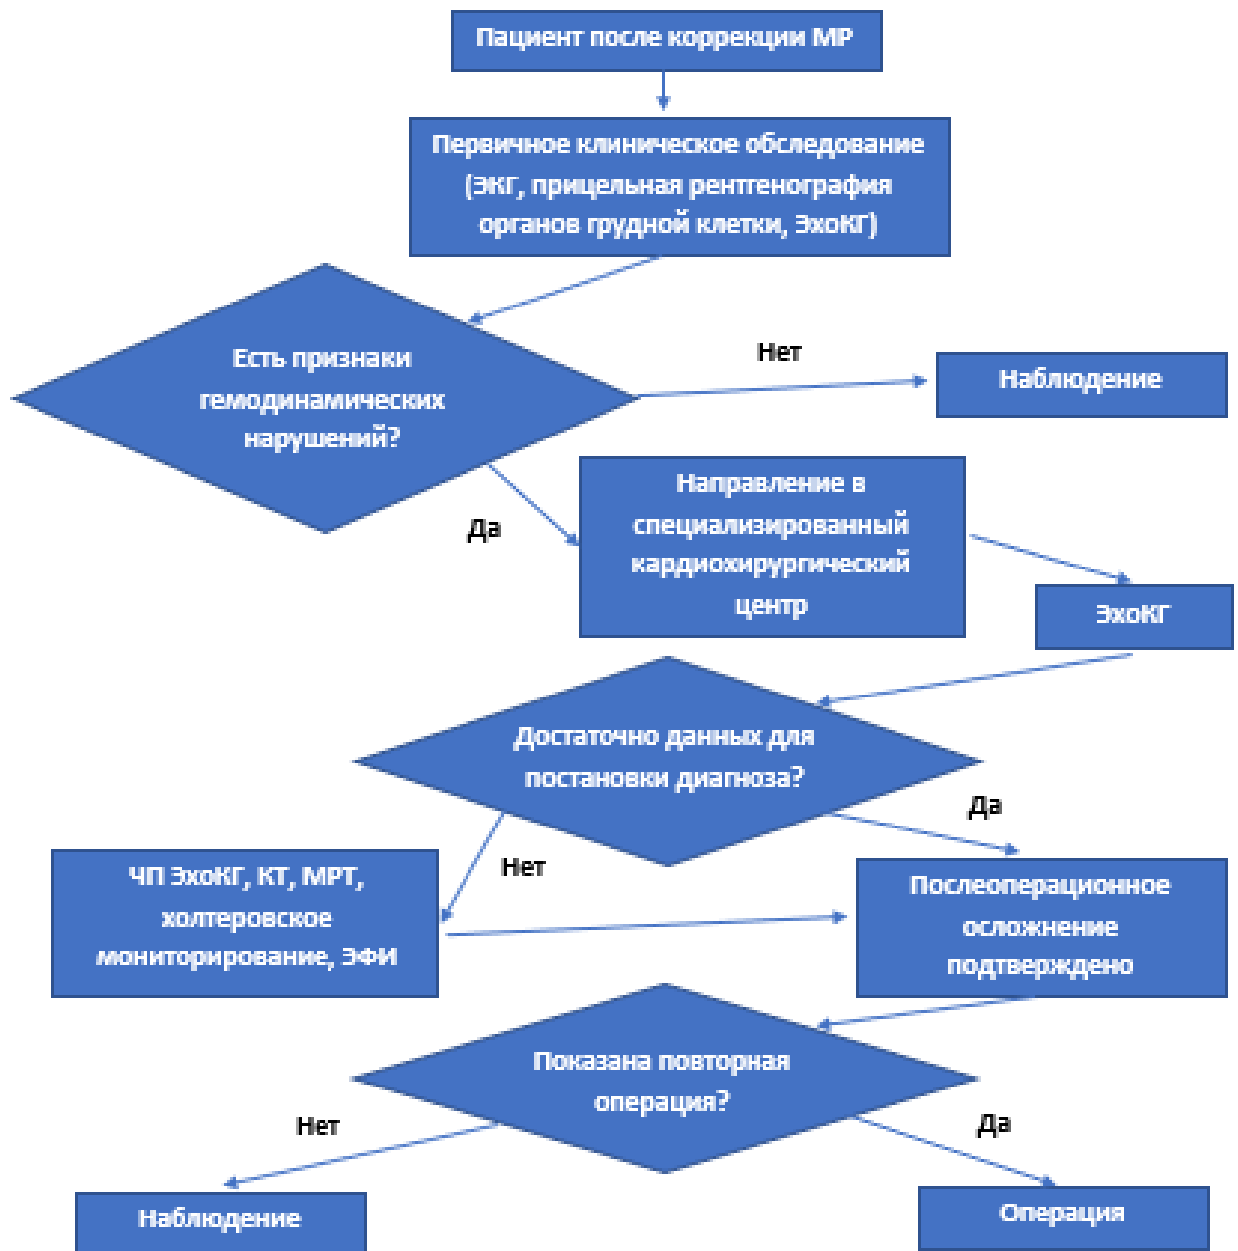 Пациент после коррекции МР
Первичное клиническое обследование
(ЭКГ, прицельная рентгенография
органов грудной клетки, ЭхоКГ)
Есть признаки
гемодинамических
нарушений?
Нет
Наблюдение
Да
Направление в
специализированный
кардиохирургический
центр
ЭхоКГ
Достаточно данных для
постановки диагноза?
Да
Нет
ЧП ЭхоКГ, КТ, МРТ,
холтеровское
мониторирование, ЭФИ
Послеоперационное
осложнение
подтверждено
Показана повторная
операция?
Нет
Да
Наблюдение
Операция